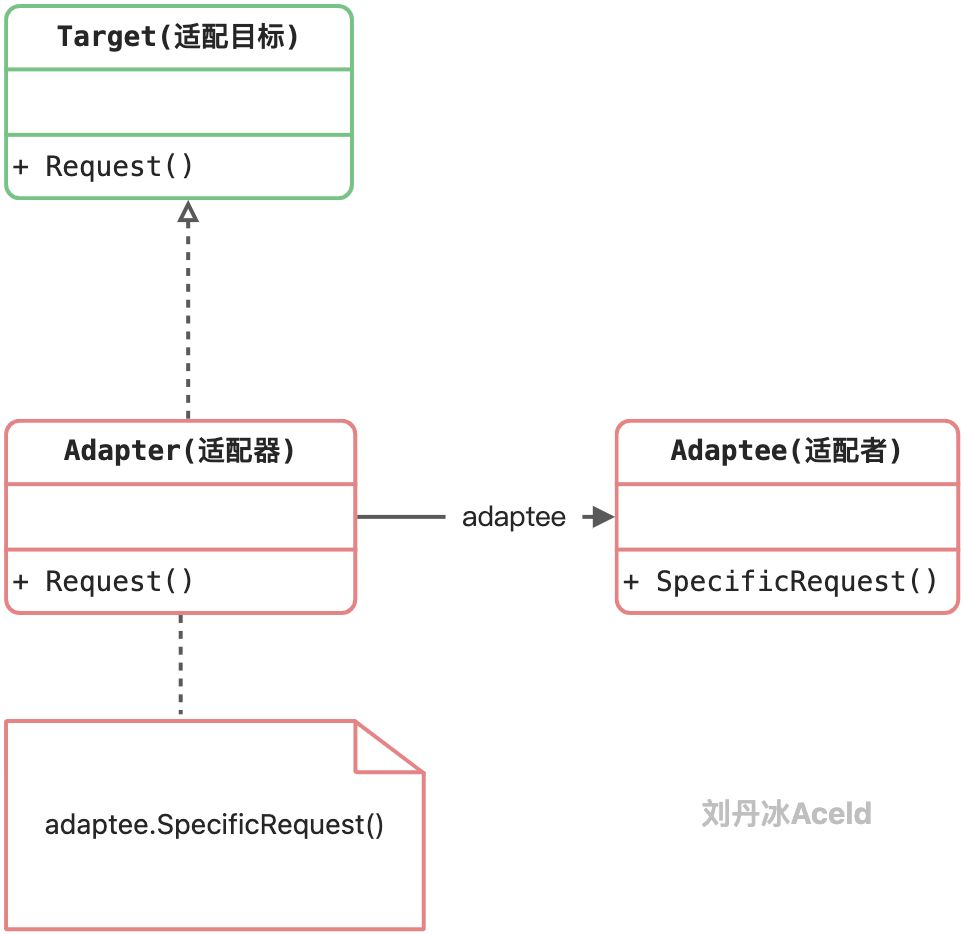 Target(适配目标)
+ Request()
Adapter(适配器)
+ Request()
adaptee
Adaptee(适配者)
+ SpecificRequest()
adaptee.SpecificRequest()
刘丹冰Aceld